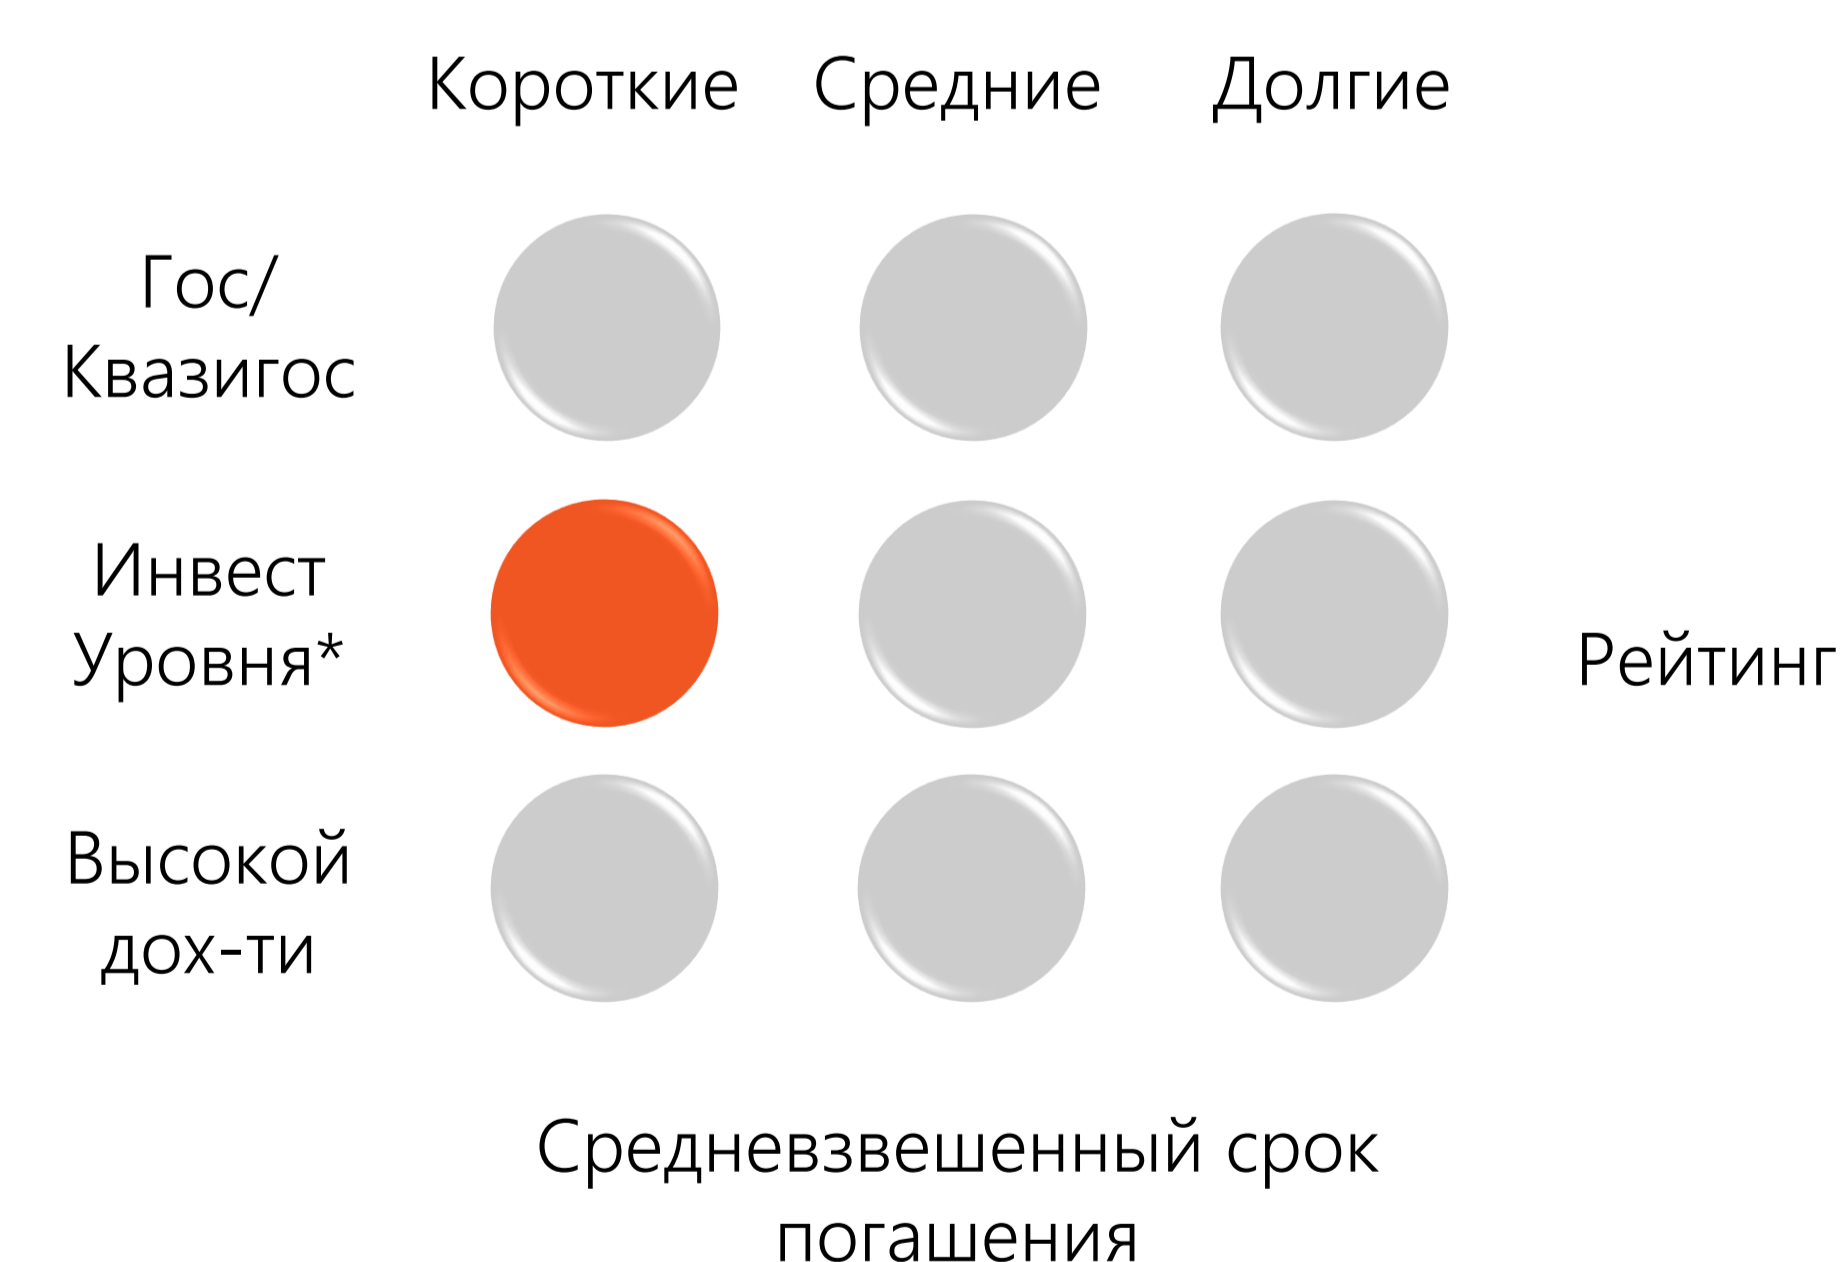 Короткие Средние Долгие
Гос/
Квазигос
Инвест
Уровня*
Рейтинг
Высокой
дох-ти
Средневзвешенный срок
погашения